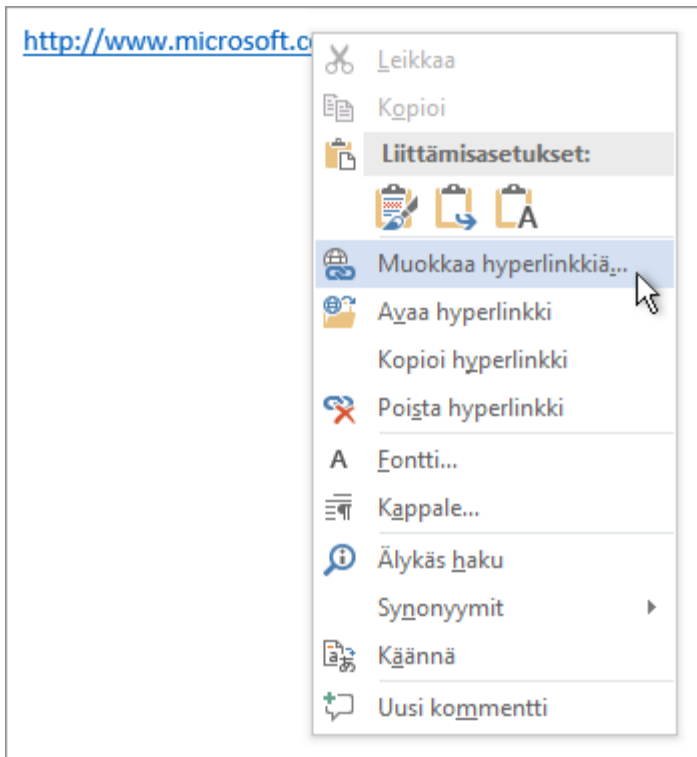 http://www.microsoft.c
Leikkaa
Kopioi
Liittämisasetukset:
Muokkaa hyperlinkkiä...
Avaa hyperlinkki
Kopioi hyperlinkki
Poista hyperlinkki
Fontti...
Kappale...
Älykäs haku
Synonyymit
Käännä
Uusi kommentti